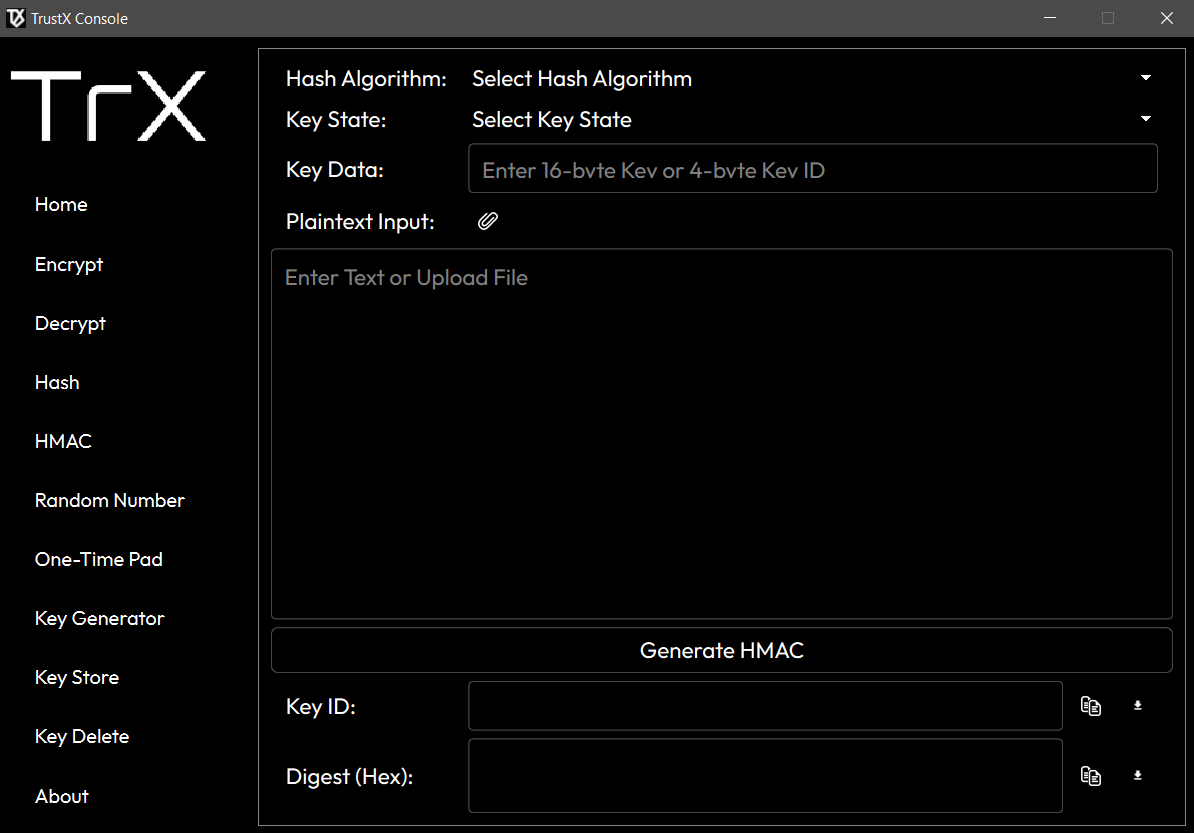 TX TrustX Console
TrX
Home
Encrypt
Decrypt
Hash
HMAC
Random Number
One-Time Pad
Key Generator
Key Store
Key Delete
About
Hash Algorithm: Select Hash Algorithm
Key State: Select Key State
Key Data: Enter 16-byte Key or 4-byte Key ID
Plaintext Input:
Enter Text or Upload File
Generate HMAC
Key ID:
Digest (Hex):